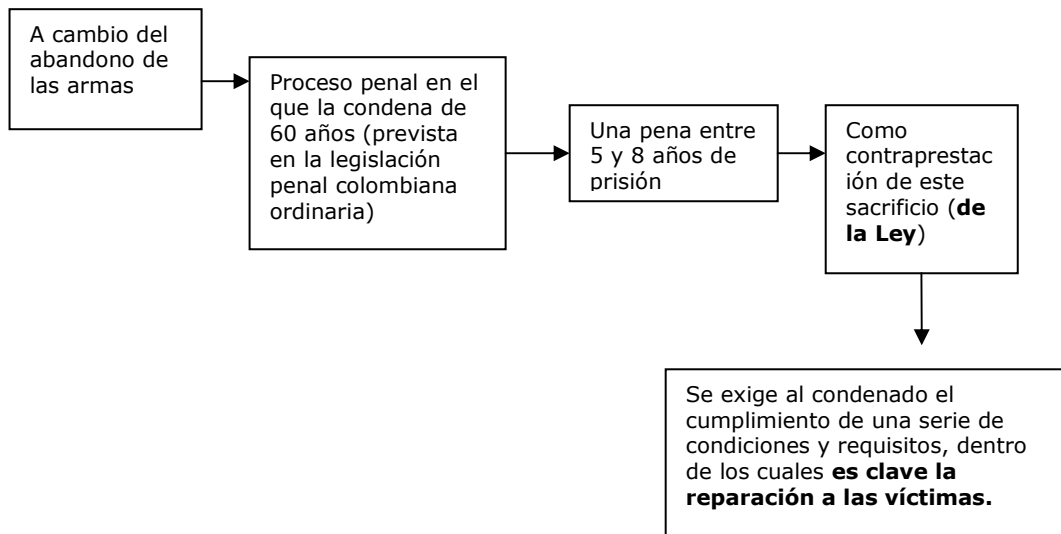 A cambio del
abandono de
las armas
Proceso penal en el
que la condena de
60 años (prevista
en la legislación
penal colombiana
ordinaria)
Una pena entre
5 y 8 años de
prisión
Como
contraprestac
ión de este
sacrificio (de
la Ley)
Se exige al condenado el
cumplimiento de una serie de
condiciones y requisitos, dentro
de los cuales es clave la
reparación a las víctimas.